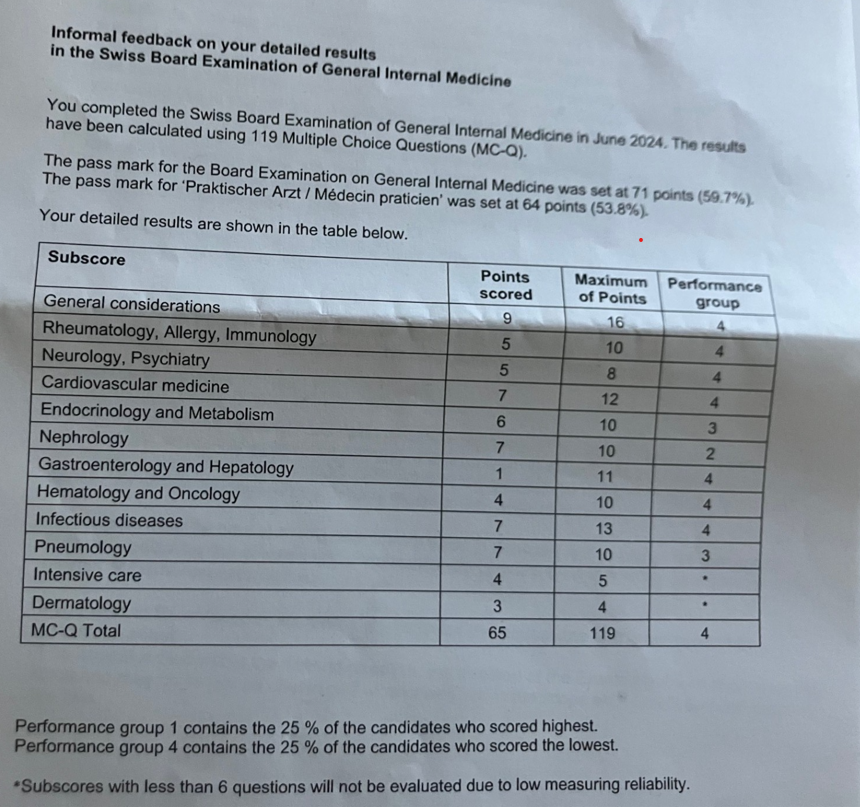 Informal feedback on your detailed results
in the Swiss Board Examination of General Internal Medicine
You completed the Swiss Board Examination of General Internal Medicine in June 2024. The results
have been calculated using 119 Multiple Choice Questions (MC-Q).
The pass mark for the Board Examination on General Internal Medicine was set at 71 points (59.7%).
The pass mark for 'Praktischer Arzt / Médecin praticien' was set at 64 points (53.8%).
Your detailed results are shown in the table below.
Subscore Points scored Maximum of Points Performance group
General considerations 9 16 4
Rheumatology, Allergy, Immunology 5 10 4
Neurology, Psychiatry 5 8 4
Cardiovascular medicine 7 12 4
Endocrinology and Metabolism 6 10 3
Nephrology 7 10 2
Gastroenterology and Hepatology 1 11 4
Hematology and Oncology 4 10 4
Infectious diseases 7 13 4
Pneumology 7 10 3
Intensive care 4 5 *
Dermatology 3 4 *
MC-Q Total 65 119 4
Performance group 1 contains the 25 % of the candidates who scored highest.
Performance group 4 contains the 25 % of the candidates who scored the lowest.
*Subscores with less than 6 questions will not be evaluated due to low measuring reliability.